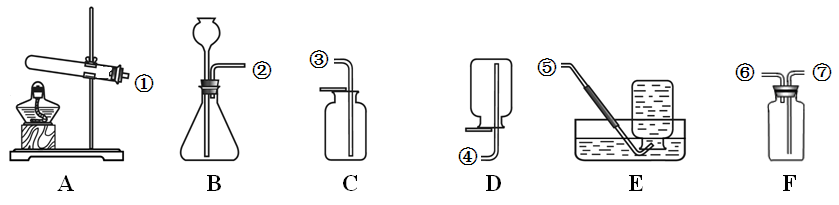 ① ② ③ ④ ⑤ ⑥ ⑦
A B C D E F